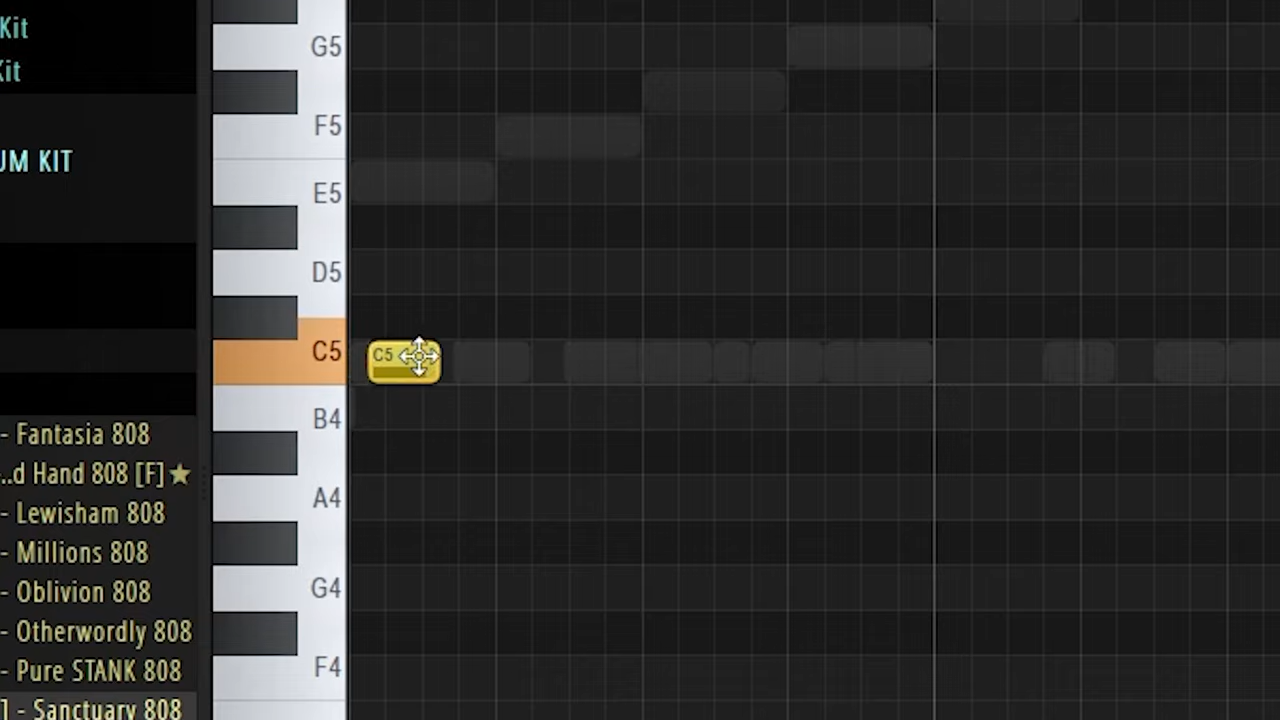 Kit
Kit
UM KIT
- Fantasia 808
..d Hand 808 [F] ★
- Lewisham 808
- Millions 808
- Oblivion 808
- Otherwordly 808
- Pure STANK 808
] - Sanctuary 808
G5
F5
E5
D5
C5
B4
A4
G4
F4
C5